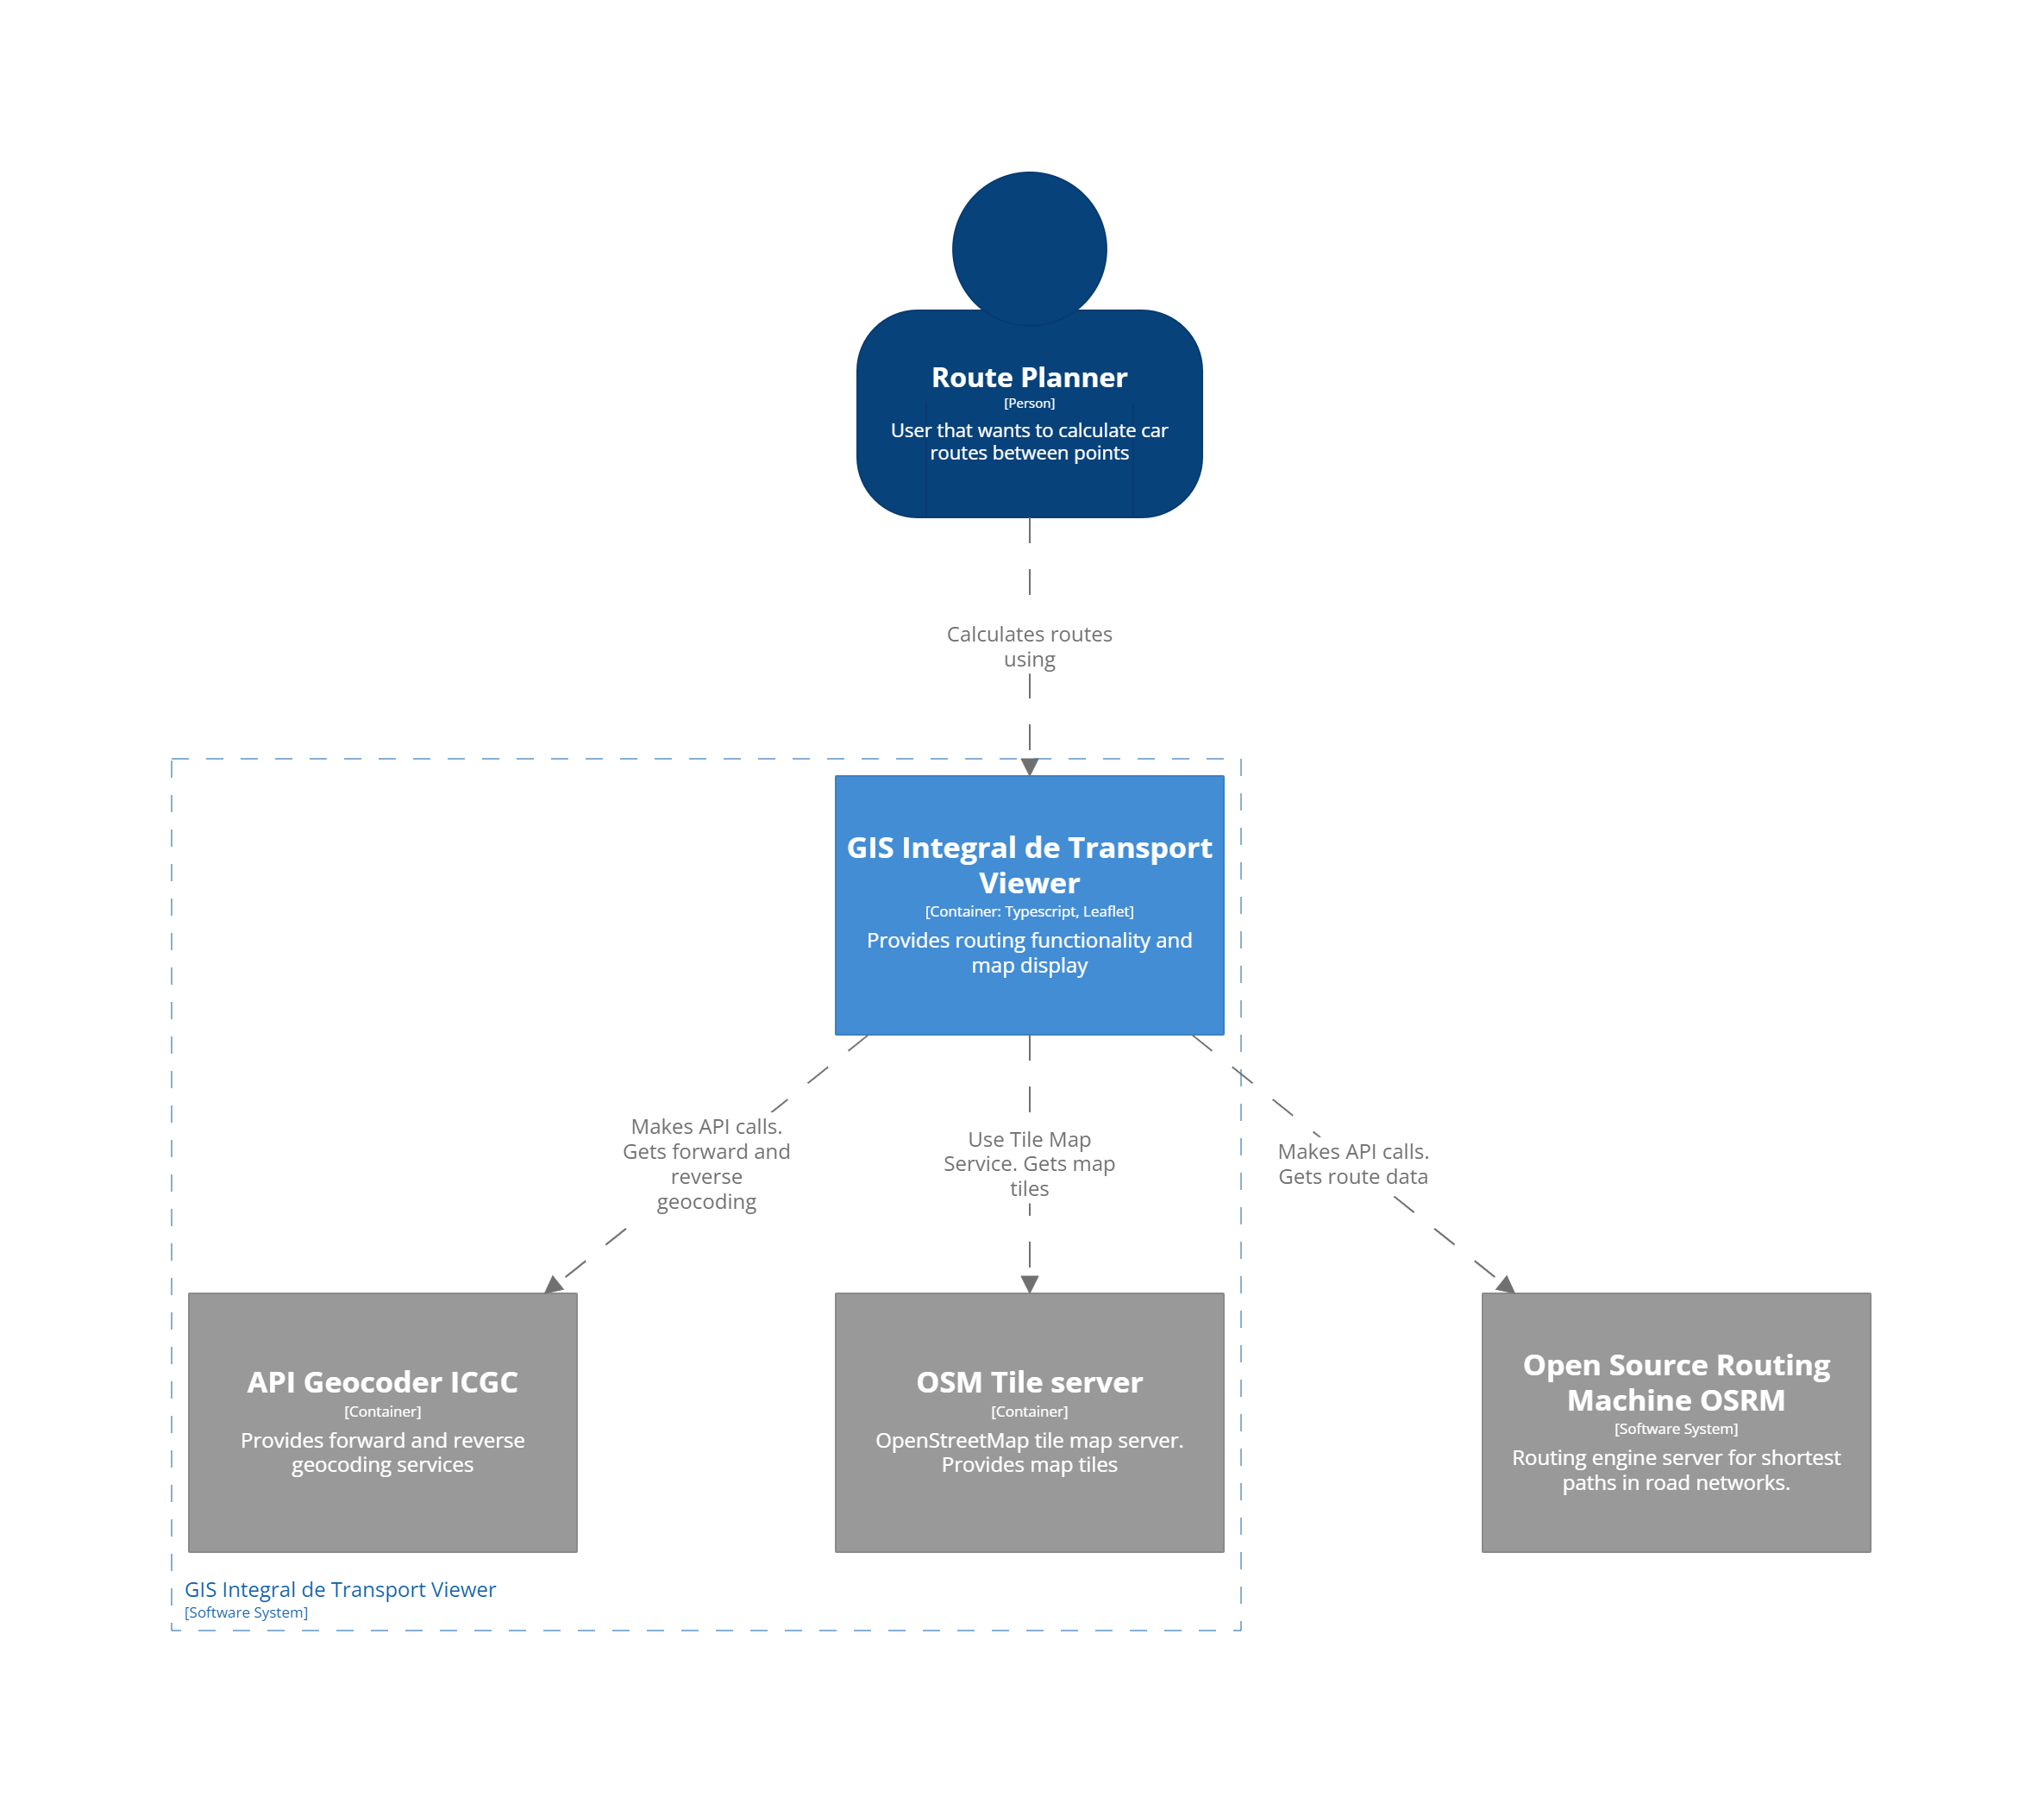 Route Planner
[Person]
User that wants to calculate car
routes between points
Calculates routes
using
GIS Integral de Transport
Viewer
[Container: Typescript, Leaflet]
Provides routing functionality and
map display
Makes API calls.
Gets forward and
reverse
geocoding
Use Tile Map
Service. Gets map
tiles
Makes API calls.
Gets route data
API Geocoder ICGC
[Container]
Provides forward and reverse
geocoding services
OSM Tile server
[Container]
OpenStreetMap tile map server.
Provides map tiles
Open Source Routing
Machine OSRM
[Software System]
Routing engine server for shortest
paths in road networks.
GIS Integral de Transport Viewer
[Software System]